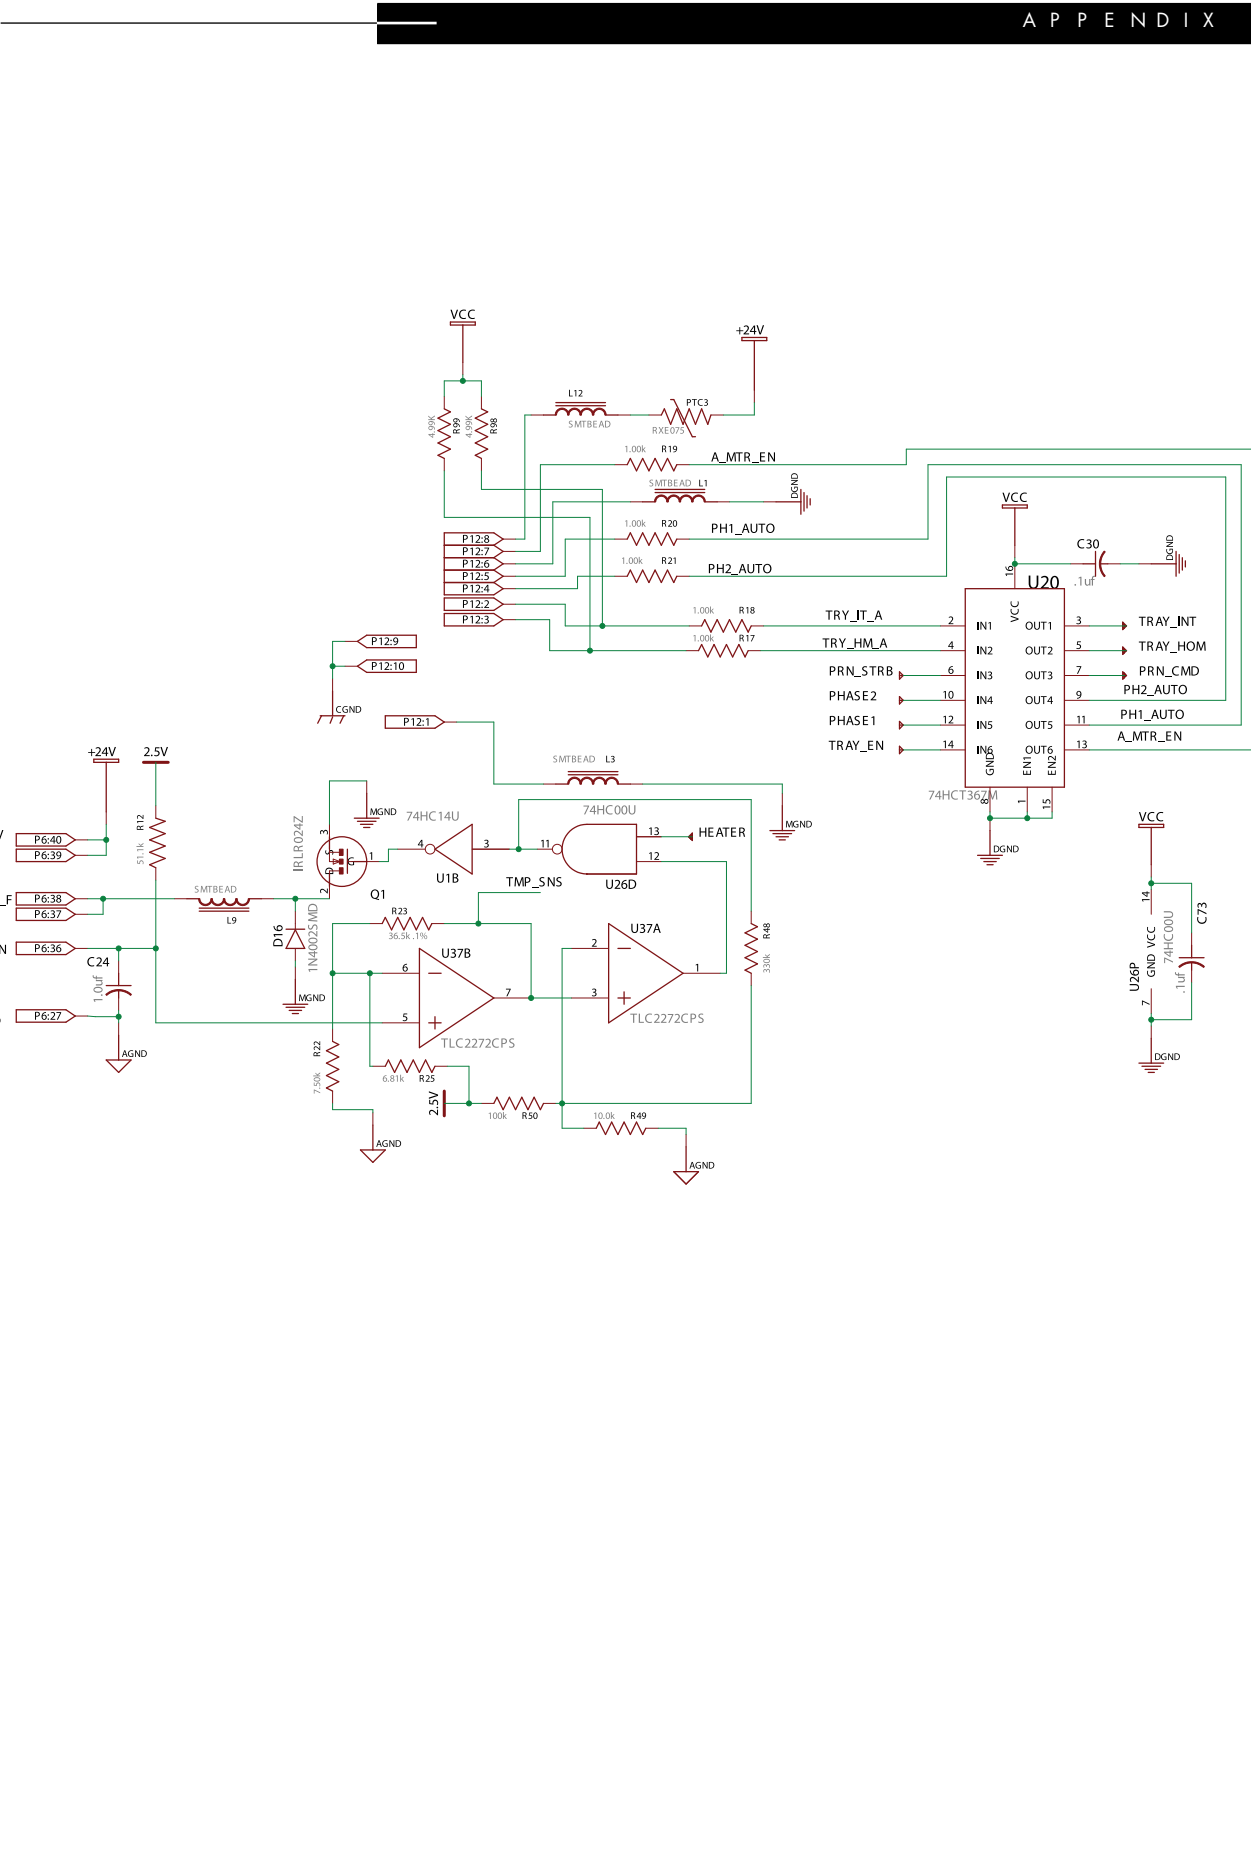 APPENDIX
VCC
+24V
L12
PTC3
SMTBEAD
RXE075
4.99K
R99
4.99K
R98
1.00k
R19
A_MTR_EN
SMTBEAD
L1
DGND
VCC
1.00k
R20
PH1_AUTO
P12:8
P12:7
P12:6
P12:5
P12:4
P12:2
P12:3
C30
DGND
1.00k
R21
PH2_AUTO
.1uf
16
U20
VCC
1.00k
R18
TRY_IT_A
2
IN1
OUT1
3
TRAY_INT
1.00k
R17
TRY_HM_A
4
IN2
OUT2
5
TRAY_HOM
P12:9
P12:10
PRN_STRB
6
IN3
OUT3
7
PRN_CMD
PHASE2
10
IN4
OUT4
9
PH2_AUTO
CGND
P12:1
PHASE1
12
IN5
OUT5
11
PH1_AUTO
TRAY_EN
14
IN6
OUT6
13
A_MTR_EN
GND
EN1
EN2
8
1
15
74HCT367M
DGND
+24V
2.5V
SMTBEAD
L3
MGND
MGND
74HC14U
74HC00U
R12
51.1k
IRLR024Z
3
S
G
D
1
2
Q1
4
3
U1B
11
13
12
HEATER
U26D
V
P6:40
P6:39
VCC
_F
P6:38
P6:37
SMTBEAD
L9
TMP_SNS
N
P6:36
C24
1.0uf
D16
1N4002SMD
MGND
R23
36.5k .1%
U37B
6
5
7
TLC2272CPS
U37A
2
3
1
TLC2272CPS
R48
330k
14
GND VCC
74HC00U
U26P
7
C73
.1uf
DGND
P6:27
AGND
R22
7.50k
6.81k
R25
2.5V
100k
R50
10.0k
R49
AGND
AGND